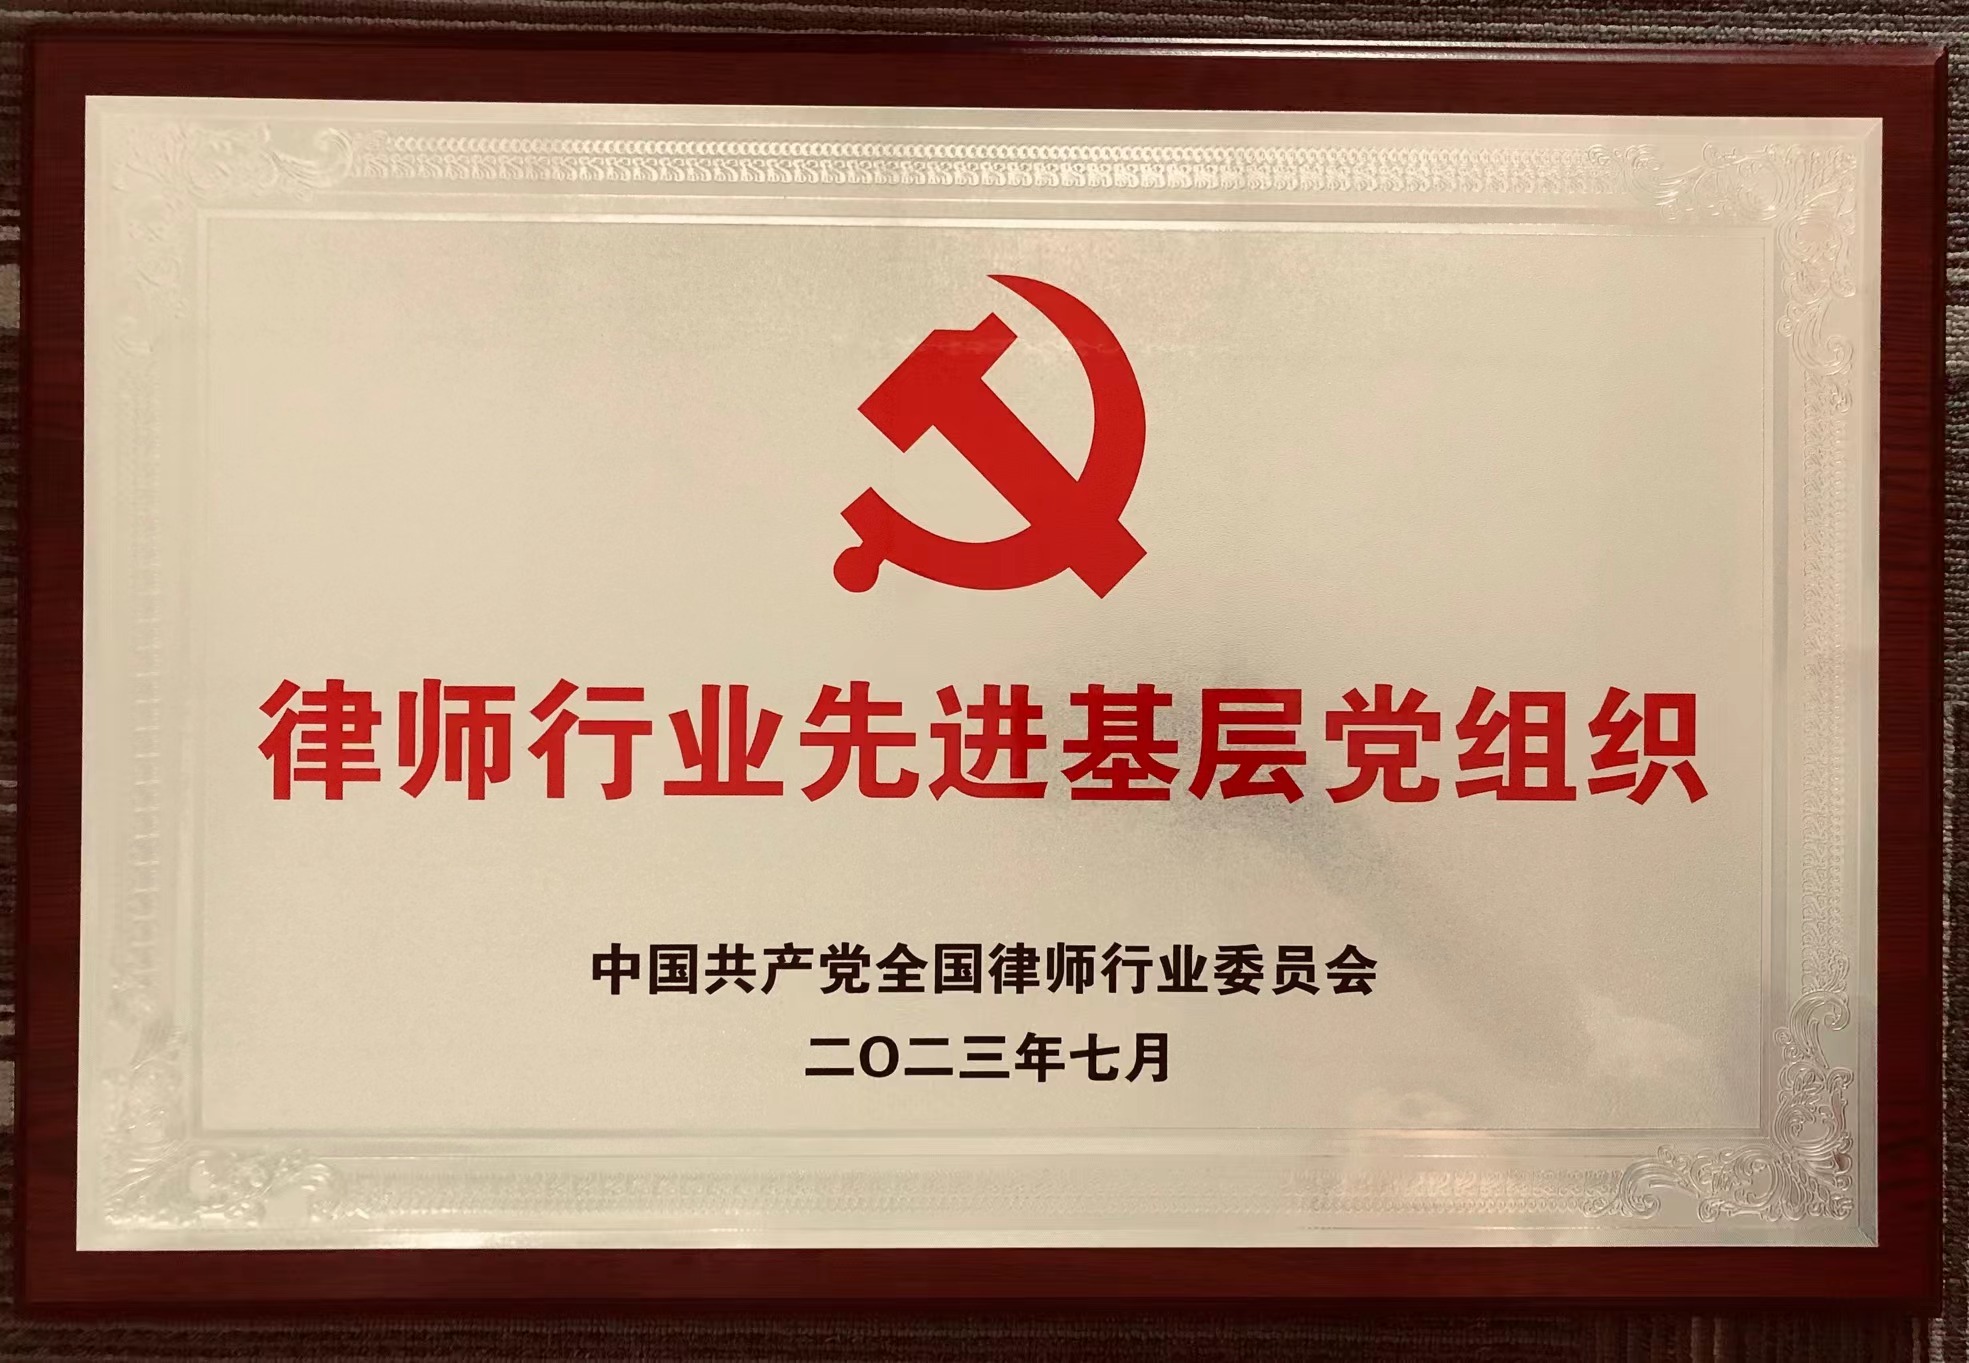 律师行业先进基层党组织
中国共产党全国律师行业委员会
二〇二三年七月